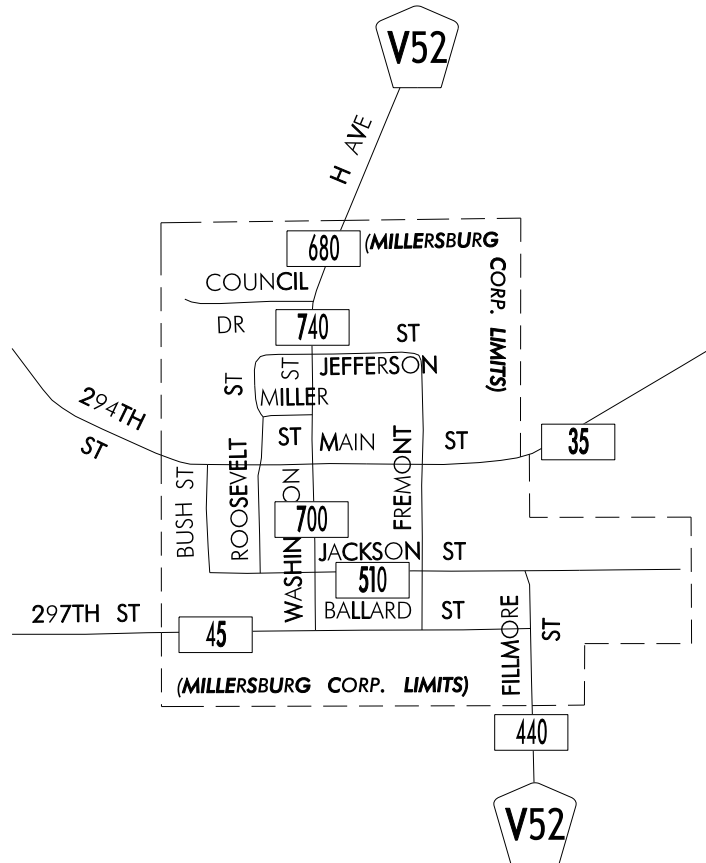 V52
H AVE
680
(MILLERSBURG
CORP. LIMITS)
COUNCIL
DR
740
ST
JEFFERSON
ST
ST
MILLER
294TH
ST
ST
MAIN
ST
35
BUSH ST
ROOSEVELT
WASHINGTON
FREMONT
700
JACKSON ST
510
297TH ST
45
BALLARD ST
FILLMORE
ST
(MILLERSBURG CORP. LIMITS)
440
V52